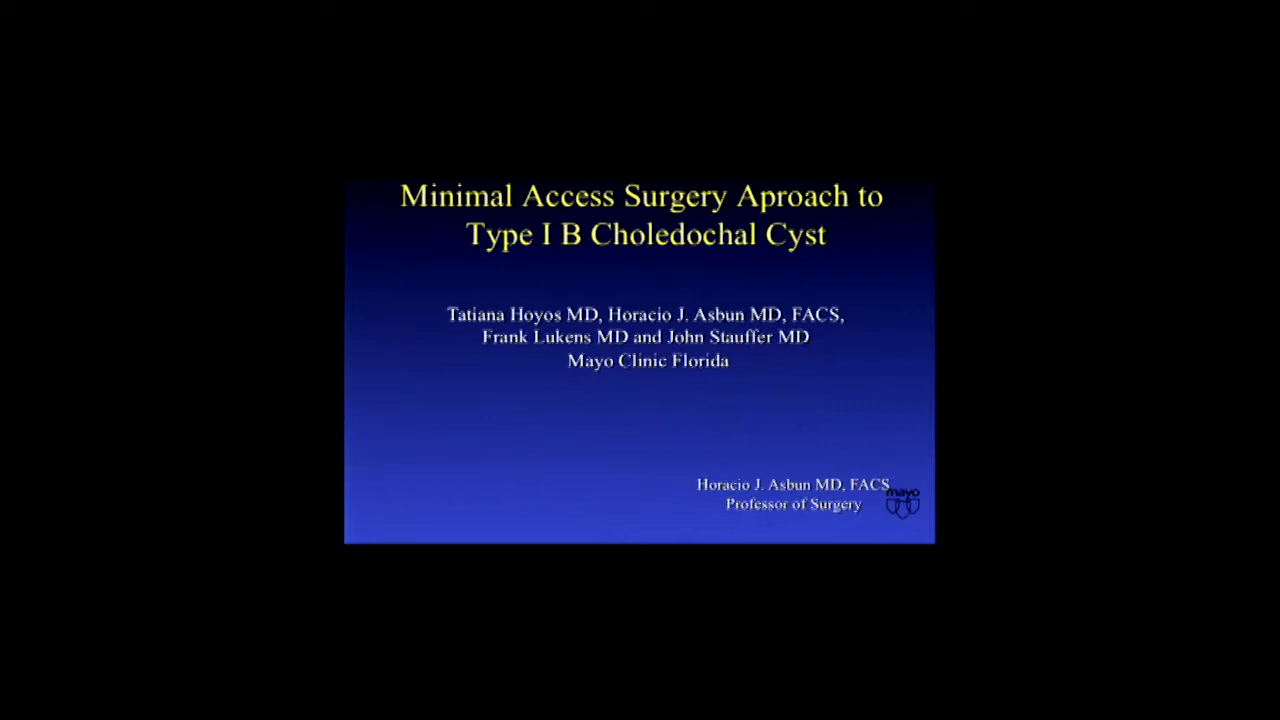 Minimal Access Surgery Aproach to
Type I B Choledochal Cyst
Tatiana Hoyos MD, Horacio J. Asbun MD, FACS,
Frank Lukens MD and John Stauffer MD
Mayo Clinic Florida
Horacio J. Asbun MD, FACS
Professor of Surgery
mayo